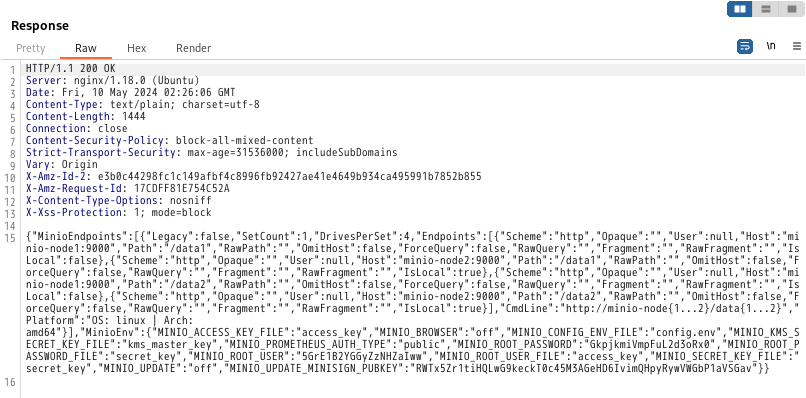 Response
Pretty Raw Hex Render \n
1 HTTP/1.1 200 OK
2 Server: nginx/1.18.0 (Ubuntu)
3 Date: Fri, 10 May 2024 02:26:06 GMT
4 Content-Type: text/plain; charset=utf-8
5 Content-Length: 1444
6 Connection: close
7 Content-Security-Policy: block-all-mixed-content
8 Strict-Transport-Security: max-age=31536000; includeSubDomains
9 Vary: Origin
10 X-Amz-Id-2: e3b0c44298fc1c149afbf4c8996fb92427ae41e4649b934ca495991b7852b855
11 X-Amz-Request-Id: 17CDFF81E754C52A
12 X-Content-Type-Options: nosniff
13 X-Xss-Protection: 1; mode=block
14
15 {"MinioEndpoints":[{"Legacy":false,"SetCount":1,"DrivesPerSet":4,"Endpoints":[{"Scheme":"http","Opaque":"","User":null,"Host":"mi
nio-node1:9000","Path":"/data1","RawPath":"","OmitHost":false,"ForceQuery":false,"RawQuery":"","Fragment":"","RawFragment":"","Is
Local":false},{"Scheme":"http","Opaque":"","User":null,"Host":"minio-node2:9000","Path":"/data1","RawPath":"","OmitHost":false,"F
orceQuery":false,"RawQuery":"","Fragment":"","RawFragment":"","IsLocal":true},{"Scheme":"http","Opaque":"","User":null,"Host":"mi
nio-node1:9000","Path":"/data2","RawPath":"","OmitHost":false,"ForceQuery":false,"RawQuery":"","Fragment":"","RawFragment":"","Is
Local":false},{"Scheme":"http","Opaque":"","User":null,"Host":"minio-node2:9000","Path":"/data2","RawPath":"","OmitHost":false,"F
orceQuery":false,"RawQuery":"","Fragment":"","RawFragment":"","IsLocal":true}],"CmdLine":"http://minio-node{1...2}/data{1...2}","
Platform":"OS: linux | Arch:
amd64"}],"MinioEnv":{"MINIO_ACCESS_KEY_FILE":"access_key","MINIO_BROWSER":"off","MINIO_CONFIG_ENV_FILE":"config.env","MINIO_KMS_S
ECRET_KEY_FILE":"kms_master_key","MINIO_PROMETHEUS_AUTH_TYPE":"public","MINIO_ROOT_PASSWORD":"GkpjkmiVmpFuL2d3oRx0","MINIO_ROOT_P
ASSWORD_FILE":"secret_key","MINIO_ROOT_USER":"5GrE1B2YGGyZzNHZaIww","MINIO_ROOT_USER_FILE":"access_key","MINIO_SECRET_KEY_FILE":"
secret_key","MINIO_UPDATE":"off","MINIO_UPDATE_MINISIGN_PUBKEY":"RWTx5Zr1tiHQLwG9keckT0c45M3AGeHD6IvimQHpyRywVWGbP1aVSGav"}}
16